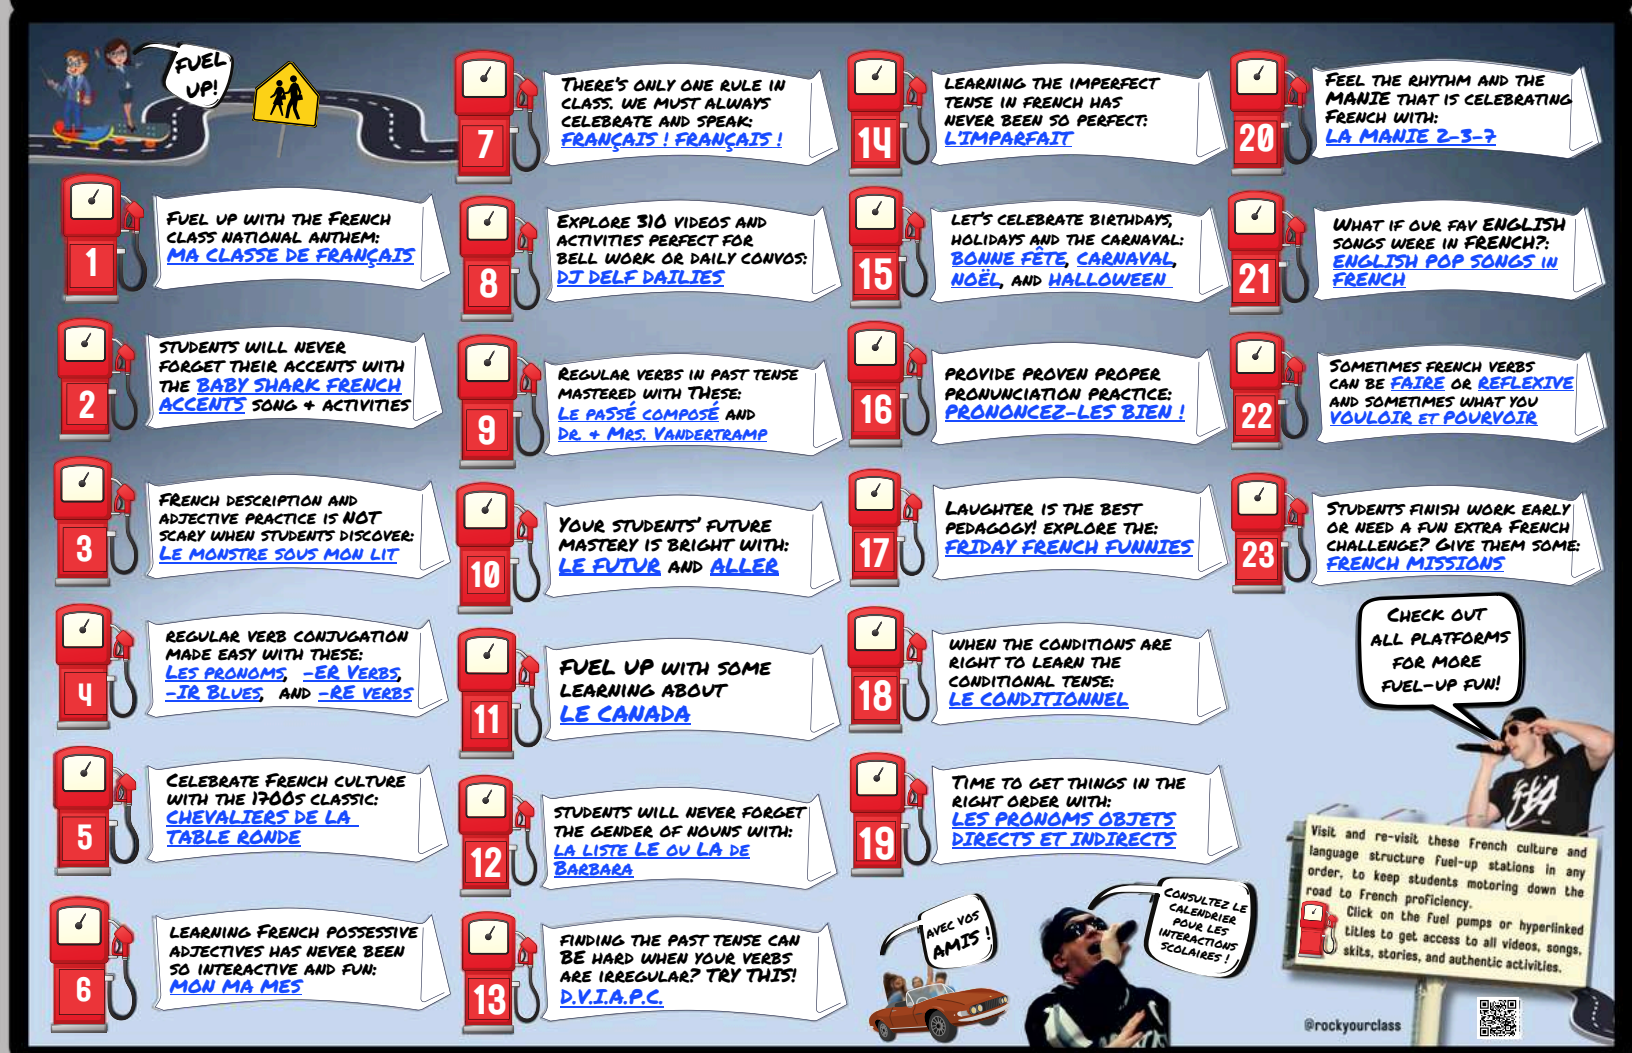 FUEL
UP!
1
FUEL UP WITH THE FRENCH
CLASS NATIONAL ANTHEM:
MA CLASSE DE FRANÇAIS
2
STUDENTS WILL NEVER
FORGET THEIR ACCENTS WITH
THE BABY SHARK FRENCH
ACCENTS SONG + ACTIVITIES
3
FRENCH DESCRIPTION AND
ADJECTIVE PRACTICE IS NOT
SCARY WHEN STUDENTS DISCOVER:
LE MONSTRE SOUS MON LIT
4
REGULAR VERB CONJUGATION
MADE EASY WITH THESE:
LES PRONOMS, -ER VERBS,
-IR BLUES, AND -RE VERBS
5
CELEBRATE FRENCH CULTURE
WITH THE 1700S CLASSIC:
CHEVALIERS DE LA
TABLE RONDE
6
LEARNING FRENCH POSSESSIVE
ADJECTIVES HAS NEVER BEEN
SO INTERACTIVE AND FUN:
MON MA MES
7
THERE'S ONLY ONE RULE IN
CLASS. WE MUST ALWAYS
CELEBRATE AND SPEAK:
FRANÇAIS ! FRANÇAIS !
8
EXPLORE 310 VIDEOS AND
ACTIVITIES PERFECT FOR
BELL WORK OR DAILY CONVOS:
DJ DELF DAILIES
9
REGULAR VERBS IN PAST TENSE
MASTERED WITH THESE:
LE PASSÉ COMPOSÉ AND
DR. + MRS. VANDERTRAMP
10
YOUR STUDENTS' FUTURE
MASTERY IS BRIGHT WITH:
LE FUTUR AND ALLER
11
FUEL UP WITH SOME
LEARNING ABOUT
LE CANADA
12
STUDENTS WILL NEVER FORGET
THE GENDER OF NOUNS WITH:
LA LISTE LE OU LA DE
BARBARA
13
FINDING THE PAST TENSE CAN
BE HARD WHEN YOUR VERBS
ARE IRREGULAR? TRY THIS!
D.V.I.A.P.C.
14
LEARNING THE IMPERFECT
TENSE IN FRENCH HAS
NEVER BEEN SO PERFECT:
L'IMPARFAIT
15
LET'S CELEBRATE BIRTHDAYS,
HOLIDAYS AND THE CARNAVAL:
BONNE FÊTE, CARNAVAL,
NOËL, AND HALLOWEEN
16
PROVIDE PROVEN PROPER
PRONUNCIATION PRACTICE:
PRONONCEZ-LES BIEN !
17
LAUGHTER IS THE BEST
PEDAGOGY! EXPLORE THE:
FRIDAY FRENCH FUNNIES
18
WHEN THE CONDITIONS ARE
RIGHT TO LEARN THE
CONDITIONAL TENSE:
LE CONDITIONNEL
19
TIME TO GET THINGS IN THE
RIGHT ORDER WITH:
LES PRONOMS OBJETS
DIRECTS ET INDIRECTS
20
FEEL THE RHYTHM AND THE
MANIE THAT IS CELEBRATING
FRENCH WITH:
LA MANIE 2-3-7
21
WHAT IF OUR FAV ENGLISH
SONGS WERE IN FRENCH?:
ENGLISH POP SONGS IN
FRENCH
22
SOMETIMES FRENCH VERBS
CAN BE FAIRE OR REFLEXIVE
AND SOMETIMES WHAT YOU
VOULOIR ET POURVOIR
23
STUDENTS FINISH WORK EARLY
OR NEED A FUN EXTRA FRENCH
CHALLENGE? GIVE THEM SOME:
FRENCH MISSIONS
CHECK OUT
ALL PLATFORMS
FOR MORE
FUEL-UP FUN!
AVEC VOS
AMIS !
CONSULTEZ LE
CALENDRIER
POUR LES
INTERACTIONS
SCOLAIRES !
Visit and re-visit these French culture and
language structure fuel-up stations in any
order, to keep students motoring down the
road to French proficiency.
Click on the fuel pumps or hyperlinked
titles to get access to all videos, songs,
skits, stories, and authentic activities.
@rockyourclass